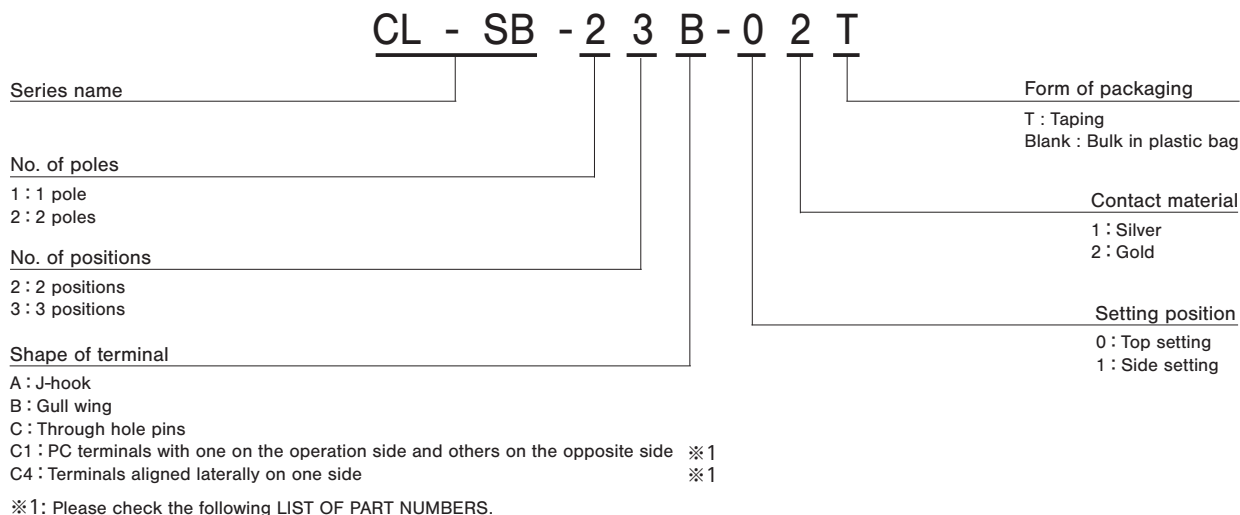 CL - SB - 2 3 B - 0 2 T
Series name
No. of poles
1 : 1 pole
2 : 2 poles
No. of positions
2 : 2 positions
3 : 3 positions
Shape of terminal
A : J-hook
B : Gull wing
C : Through hole pins
C1 : PC terminals with one on the operation side and others on the opposite side ※1
C4 : Terminals aligned laterally on one side ※1
※1: Please check the following LIST OF PART NUMBERS.
Form of packaging
T : Taping
Blank : Bulk in plastic bag
Contact material
1 : Silver
2 : Gold
Setting position
0 : Top setting
1 : Side setting